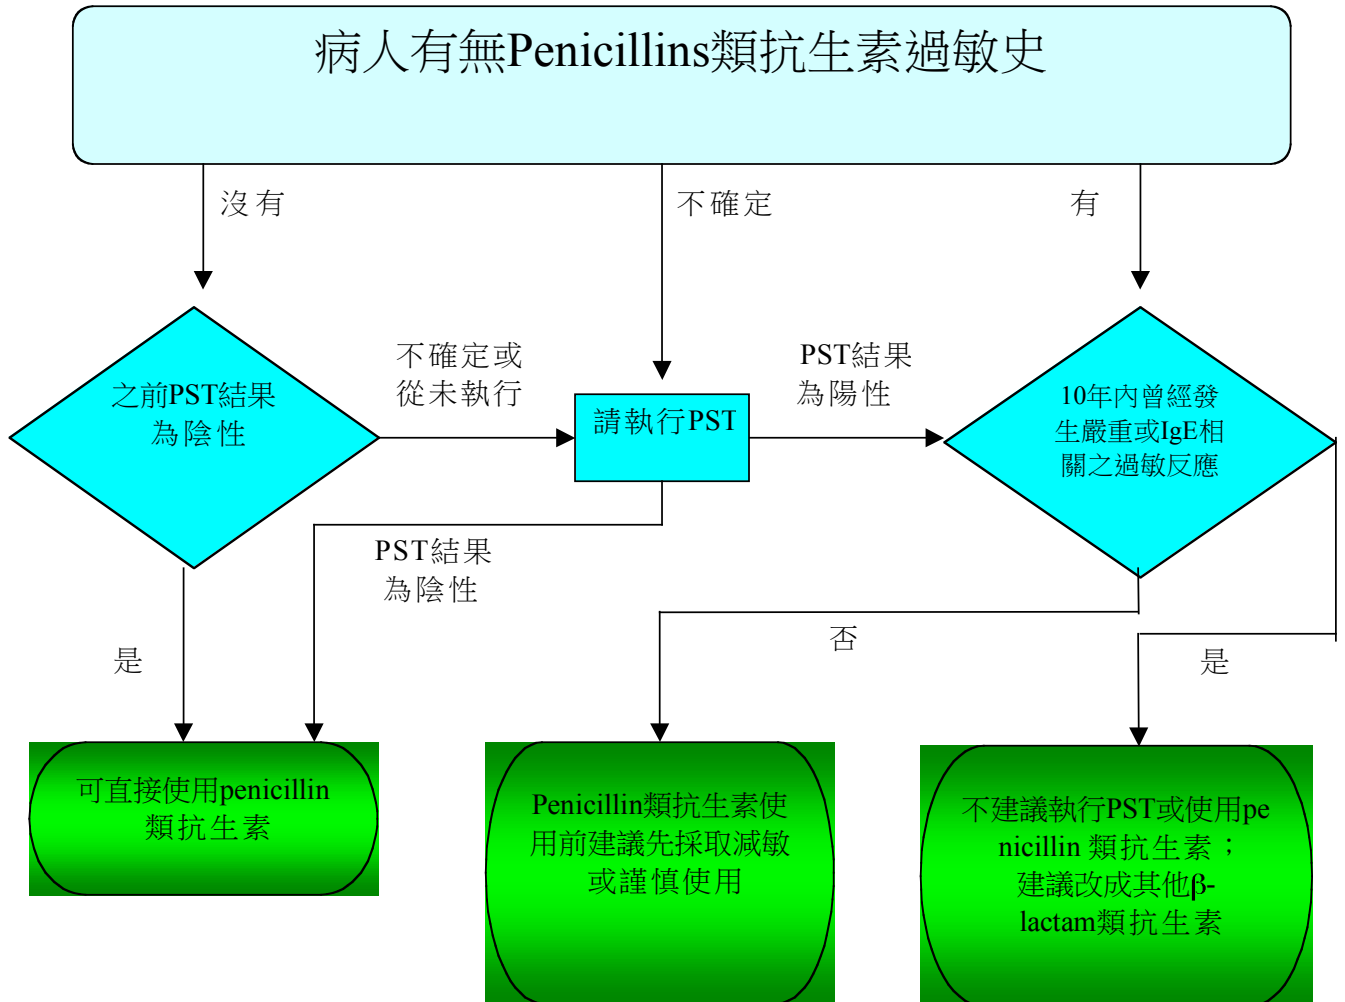 病人有無Penicillins類抗生素過敏史
沒有
不確定
有
之前PST結果
為陰性
不確定或
從未執行
請執行PST
PST結果
為陽性
10年內曾經發
生嚴重或IgE相
關之過敏反應
PST結果
為陰性
是
否
是
可直接使用penicillin
類抗生素
Penicillin類抗生素使
用前建議先採取減敏
或謹慎使用
不建議執行PST或使用pe
nicillin 類抗生素；
建議改成其他β-
lactam類抗生素